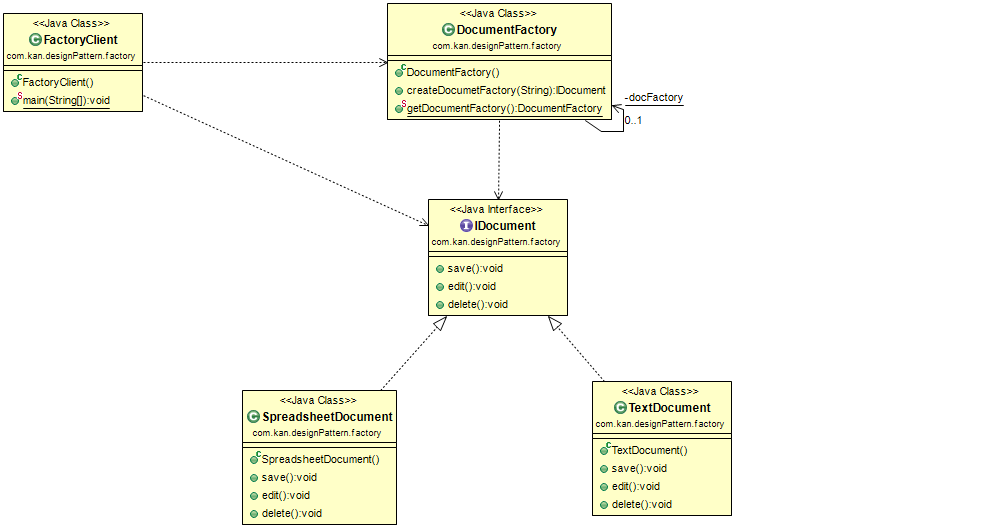 <<Java Class>>
FactoryClient
com.kan.designPattern.factory
FactoryClient()
main(String[]):void
<<Java Class>>
DocumentFactory
com.kan.designPattern.factory
DocumentFactory()
createDocumetFactory(String):IDocument
getDocumentFactory():DocumentFactory
-docFactory
0..1
<<Java Interface>>
IDocument
com.kan.designPattern.factory
save():void
edit():void
delete():void
<<Java Class>>
SpreadsheetDocument
com.kan.designPattern.factory
SpreadsheetDocument()
save():void
edit():void
delete():void
<<Java Class>>
TextDocument
com.kan.designPattern.factory
TextDocument()
save():void
edit():void
delete():void